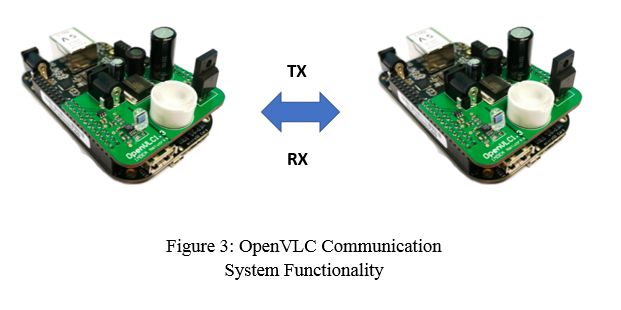 TX
RX
OpenVLC1.3
OpenVLC1.3
Figure 3: OpenVLC Communication
System Functionality